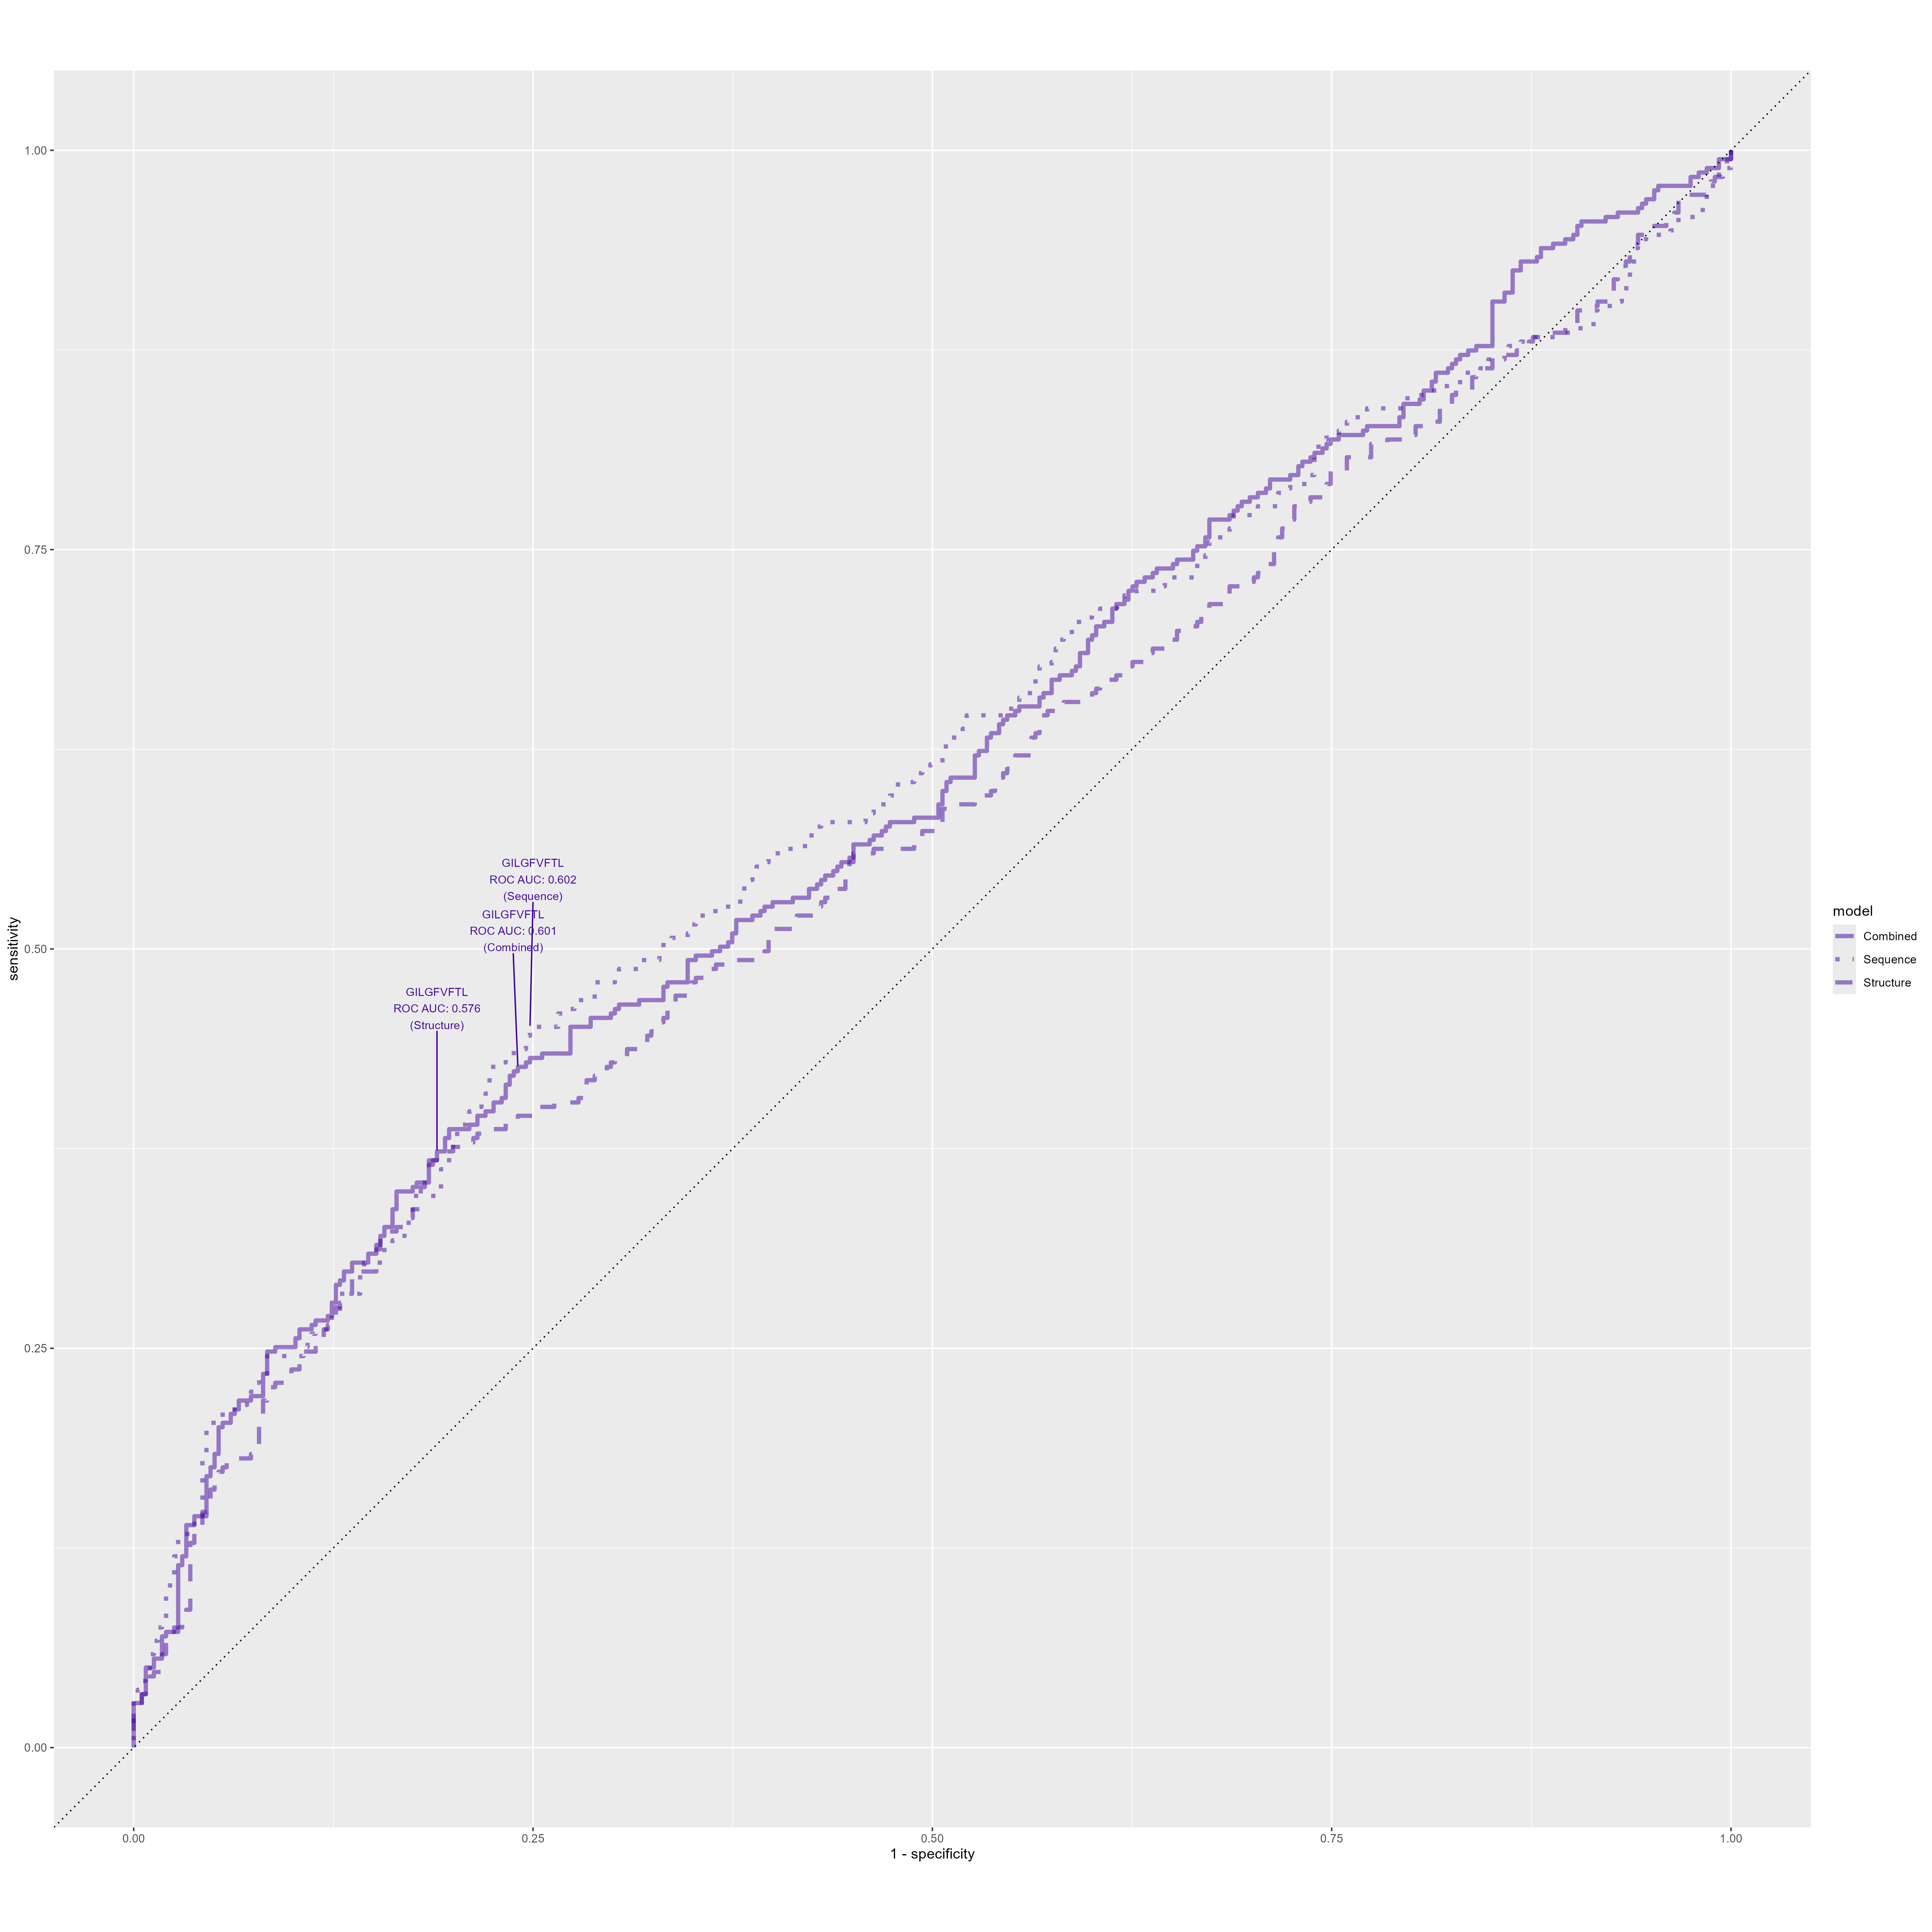 1.00
0.75
0.50
0.25
0.00
sensitivity
GILGFVFTL
ROC AUC: 0.602
(Sequence)
GILGFVFTL
ROC AUC: 0.601
(Combined)
GILGFVFTL
ROC AUC: 0.576
(Structure)
0.00
0.25
0.50
0.75
1.00
1 - specificity
model
Combined
Sequence
Structure